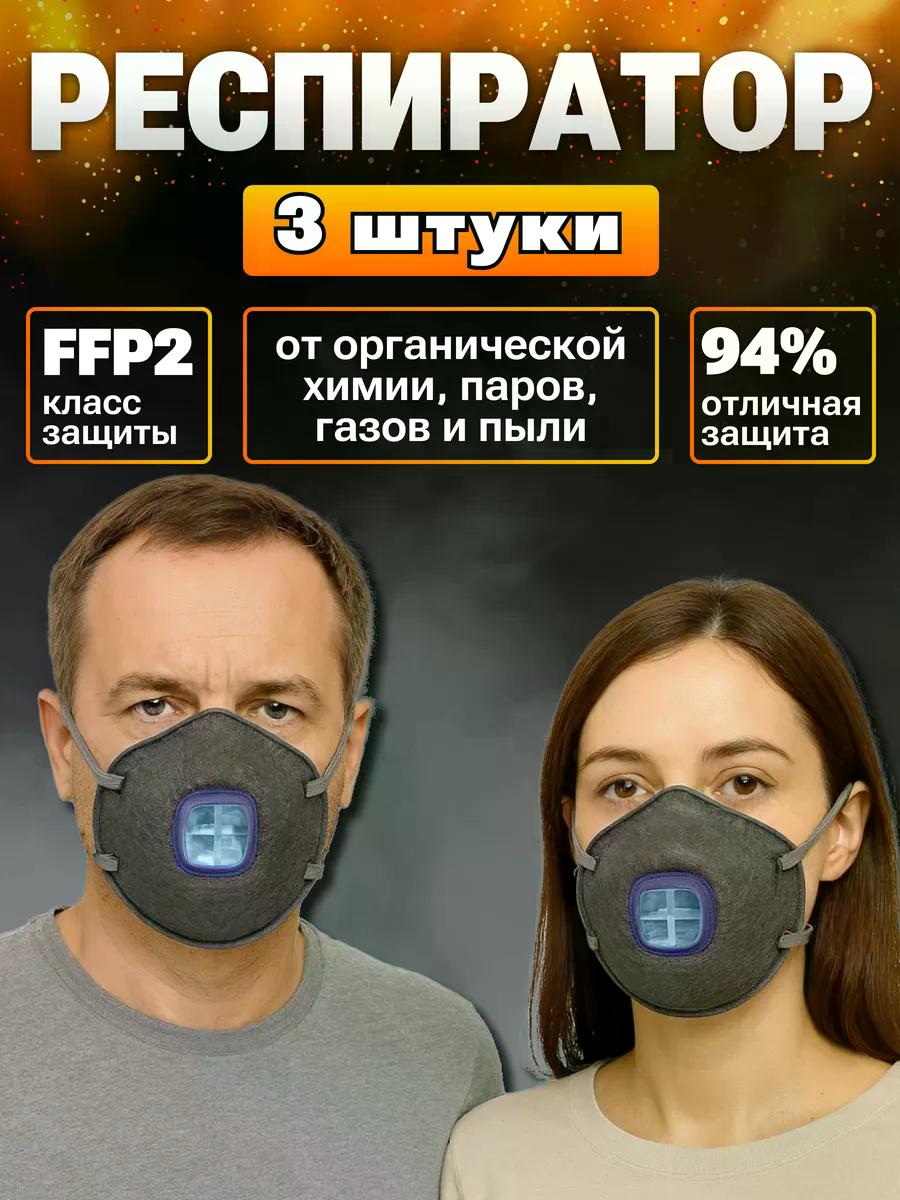 РЕСПИРАТОР
3 штуки
FFP2
класс
защиты
от органической
химии, паров,
газов и пыли
94%
отличная
защита